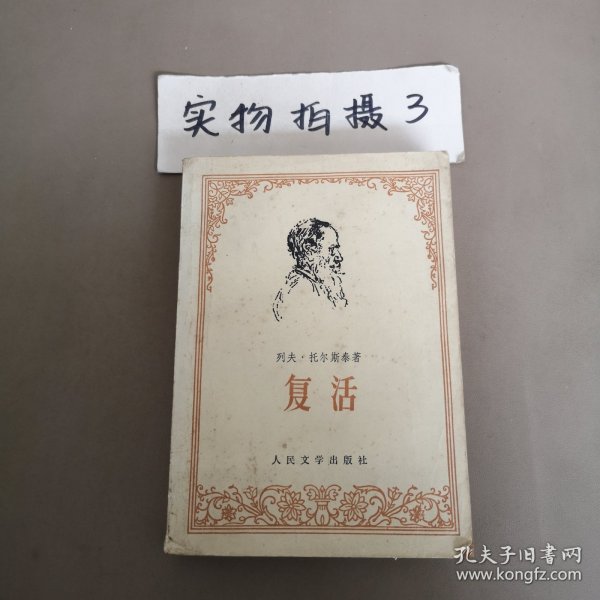 实物拍摄3
列夫·托尔斯泰著
复活
人民文学出版社
孔夫子旧书网
www.kongfz.com